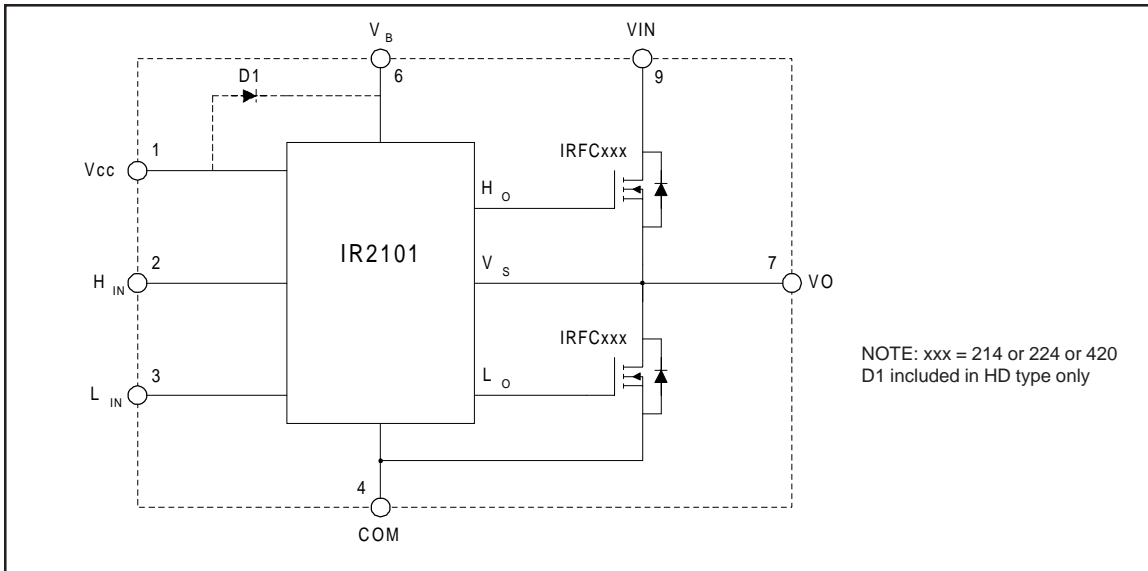 V B
VIN
D1
6
9
1
IRFCxxx
Vcc
H O
IR2101
2
V S
7
H IN
VO
IRFCxxx
NOTE: xxx = 214 or 224 or 420
D1 included in HD type only
3
L O
L IN
4
COM